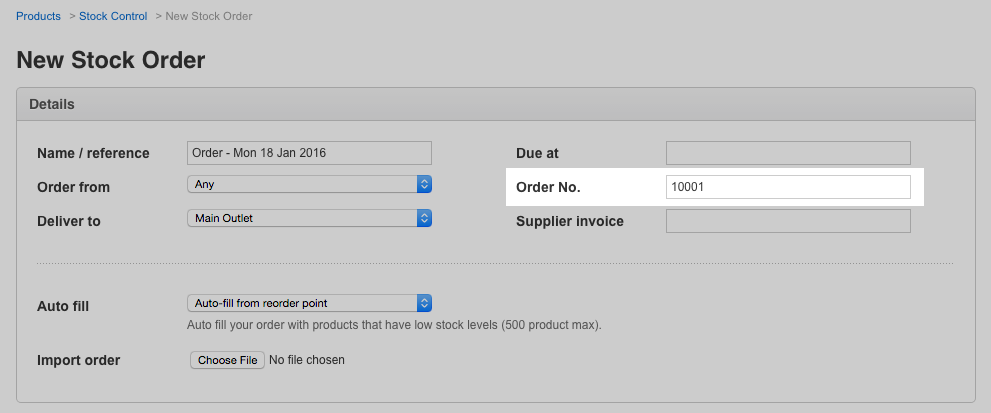 Products > Stock Control > New Stock Order
New Stock Order
Details
Name / reference Order - Mon 18 Jan 2016 Due at
Order from Any Order No. 10001
Deliver to Main Outlet Supplier invoice
Auto fill Auto-fill from reorder point
Auto fill your order with products that have low stock levels (500 product max).
Import order Choose File No file chosen